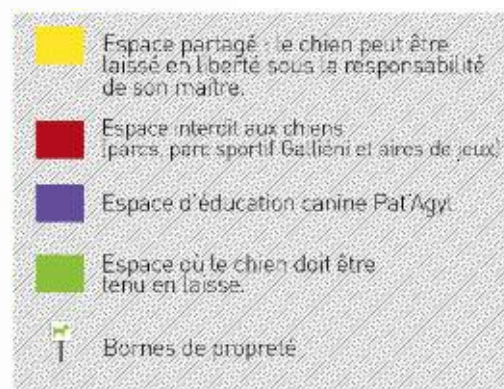 Espace partagé : le chien peut être
laissé en liberté sous la responsabilité
de son maître.
Espace interdit aux chiens
(parcs, parc sportif Galliéni et aires de jeux)
Espace d'éducation canine Pat'Agyl
Espace où le chien doit être
tenu en laisse.
Bornes de propreté